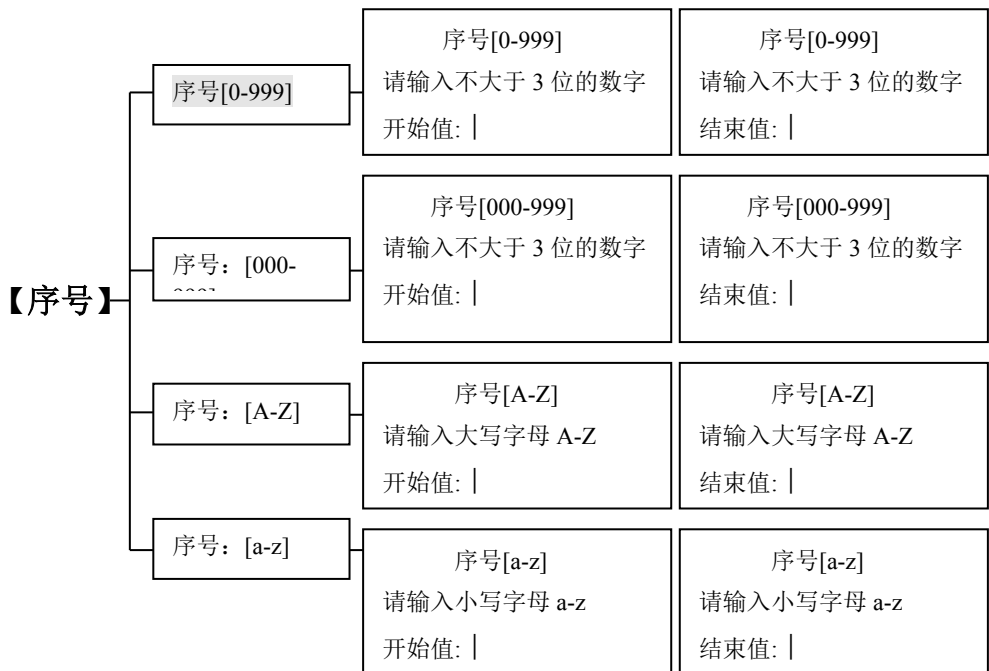 【序号】
序号[0-999]
序号[0-999]
请输入不大于 3 位的数字
开始值:
序号[0-999]
请输入不大于 3 位的数字
结束值:
序号：[000-
序号[000-999]
请输入不大于 3 位的数字
开始值:
序号[000-999]
请输入不大于 3 位的数字
结束值:
序号：[A-Z]
序号[A-Z]
请输入大写字母 A-Z
开始值:
序号[A-Z]
请输入大写字母 A-Z
结束值:
序号：[a-z]
序号[a-z]
请输入小写字母 a-z
开始值:
序号[a-z]
请输入小写字母 a-z
结束值: